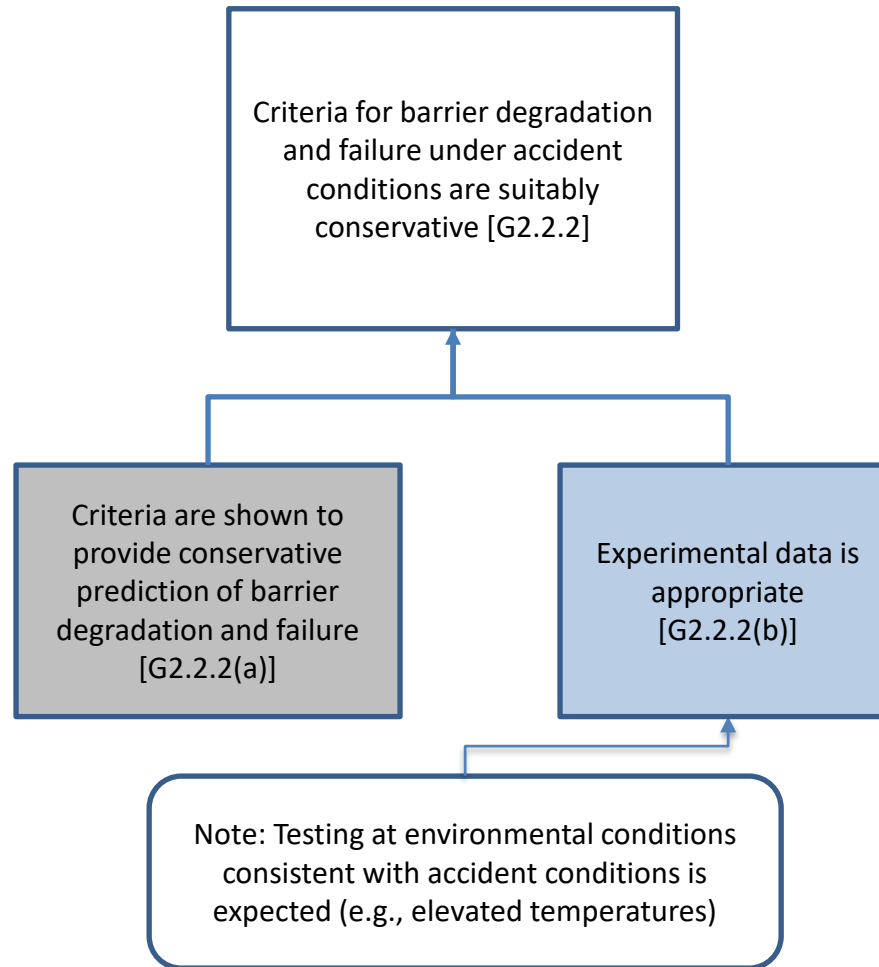 Criteria for barrier degradation
and failure under accident
conditions are suitably
conservative [G2.2.2]
Criteria are shown to
provide conservative
prediction of barrier
degradation and failure
[G2.2.2(a)]
Experimental data is
appropriate
[G2.2.2(b)]
Note: Testing at environmental conditions
consistent with accident conditions is
expected (e.g., elevated temperatures)